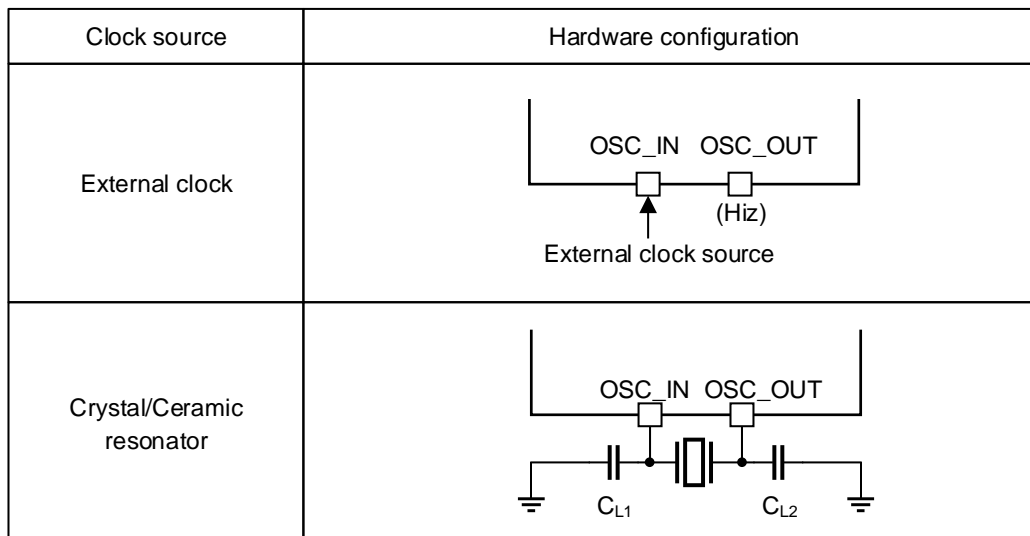 Clock source
Hardware configuration
External clock
OSC_IN OSC_OUT
(Hiz)
External clock source
Crystal/Ceramic
resonator
OSC_IN OSC_OUT
CL1
CL2